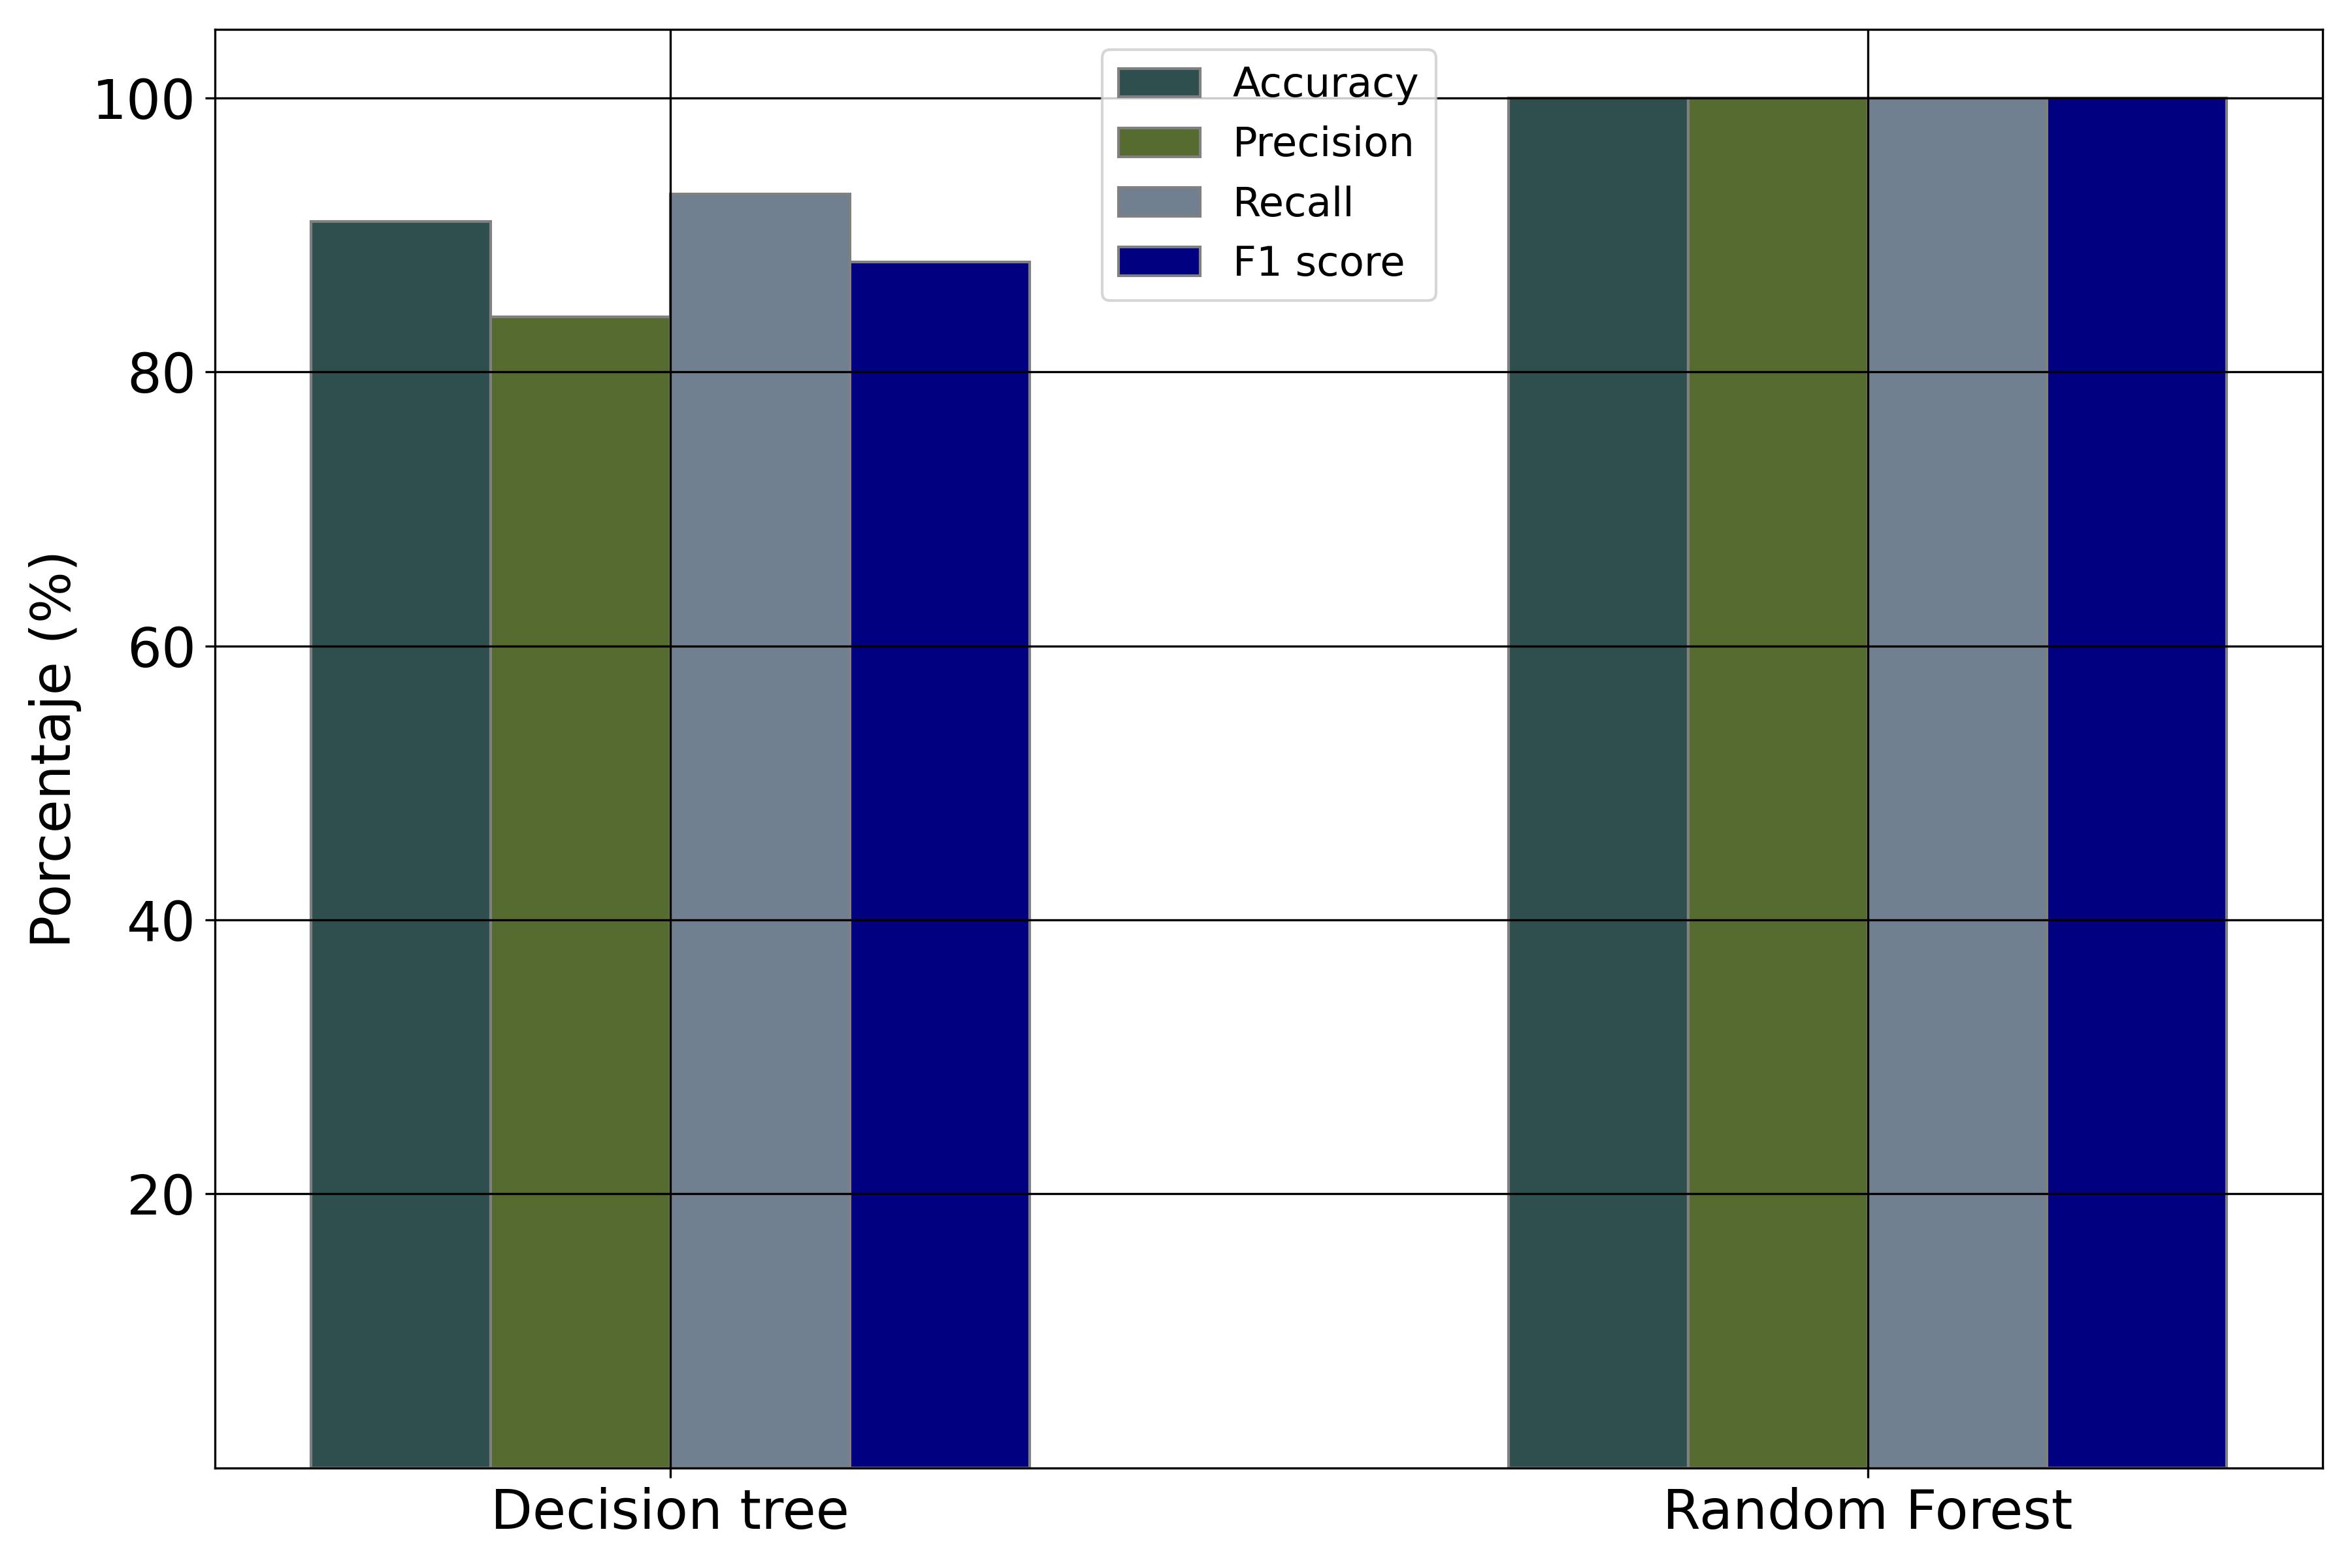 Porcentaje (%)
100
80
60
40
20
Accuracy
Precision
Recall
F1 score
Decision tree
Random Forest